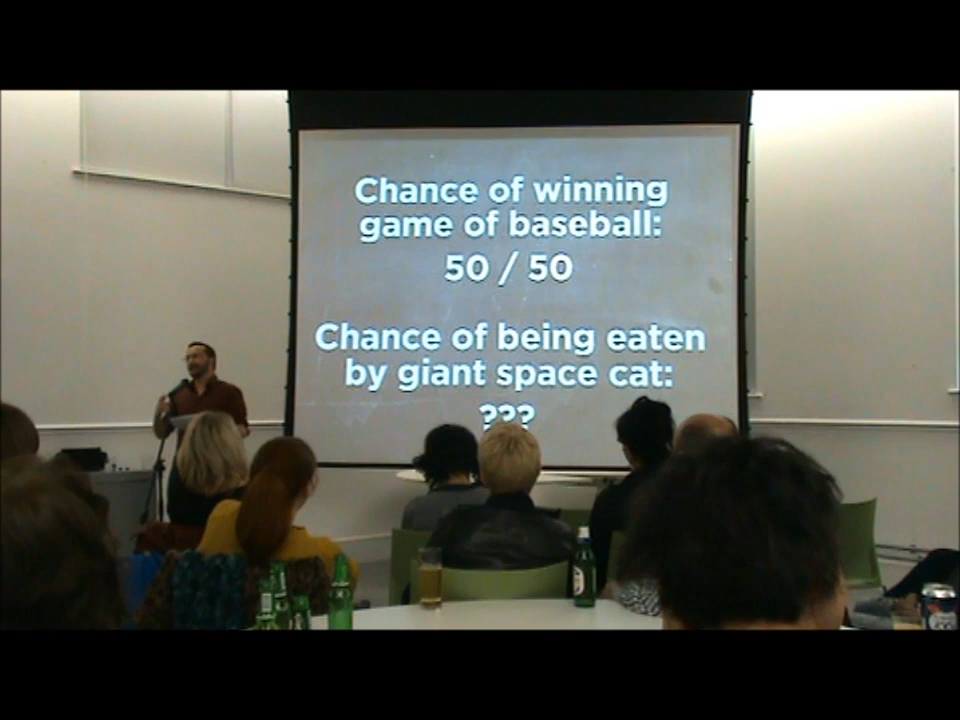 Chance of winning
game of baseball:
50 / 50
Chance of being eaten
by giant space cat:
???